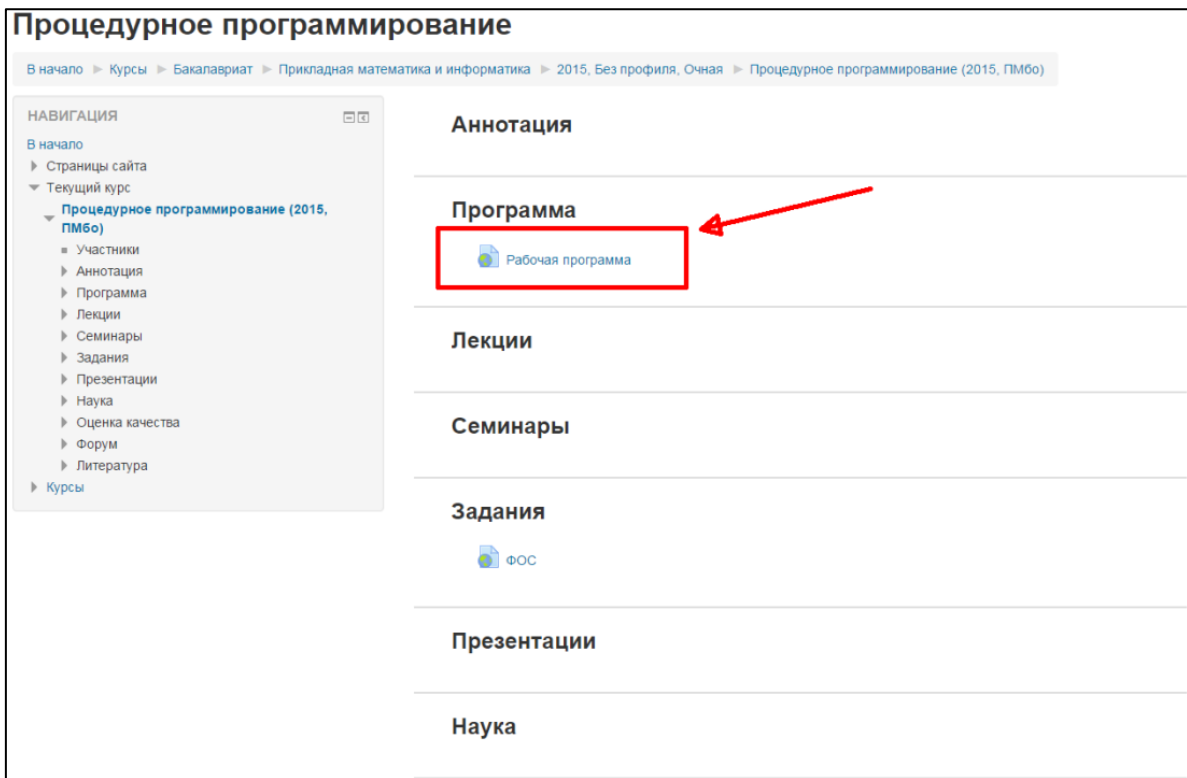 Процедурное программирование
В начало ▶ Курсы ▶ Бакалавриат ▶ Прикладная математика и информатика ▶ 2015, Без профиля, Очная ▶ Процедурное программирование (2015, ПМбо)
НАВИГАЦИЯ
В начало
Страницы сайта
Текущий курс
Процедурное программирование (2015,
ПМбо)
Участники
Аннотация
Программа
Лекции
Семинары
Задания
Презентации
Наука
Оценка качества
Форум
Литература
Курсы
Аннотация
Программа
Рабочая программа
Лекции
Семинары
Задания
ФОС
Презентации
Наука